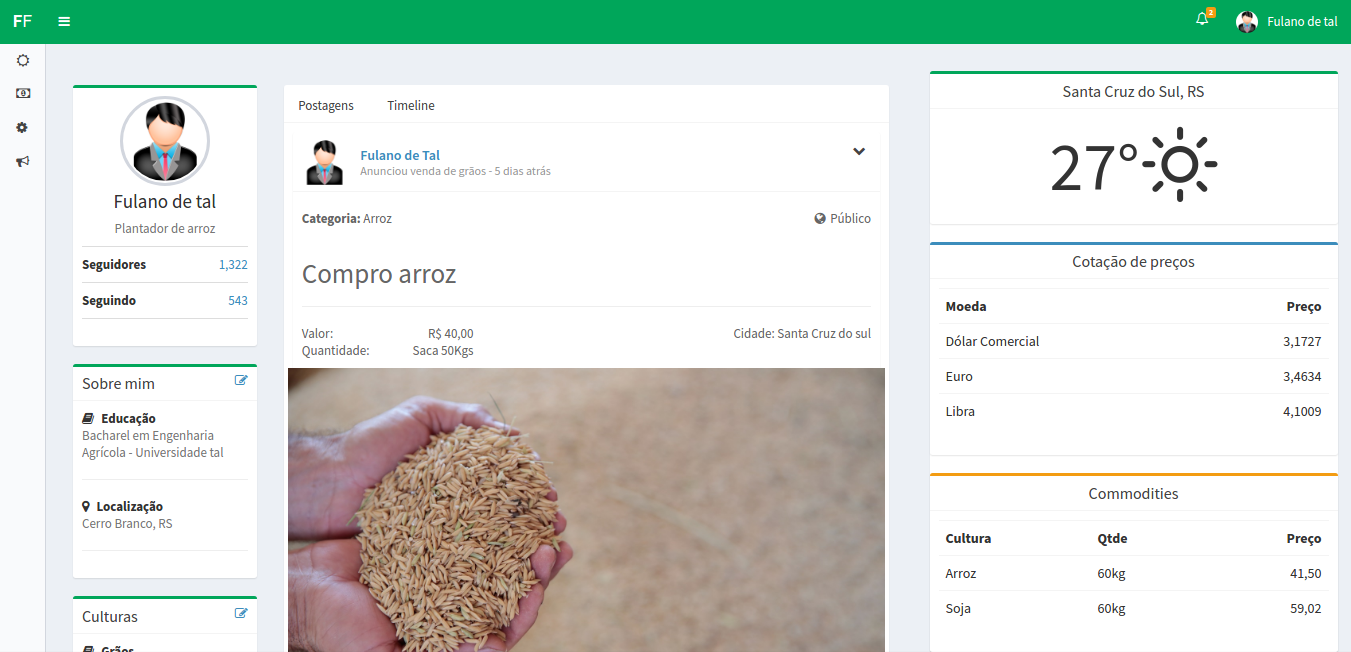 FF
2
Fulano de tal
Fulano de tal
Plantador de arroz
Seguidores 1,322
Seguindo 543
Sobre mim
Educação
Bacharel em Engenharia
Agrícola - Universidade tal
Localização
Cerro Branco, RS
Culturas
Grãos
Postagens Timeline
Fulano de Tal
Anunciou venda de grãos - 5 dias atrás
Categoria: Arroz Público
Compro arroz
Valor: R$ 40,00 Cidade: Santa Cruz do sul
Quantidade: Saca 50Kgs
Santa Cruz do Sul, RS
27°
Cotação de preços
Moeda Preço
Dólar Comercial 3,1727
Euro 3,4634
Libra 4,1009
Commodities
Cultura Qtde Preço
Arroz 60kg 41,50
Soja 60kg 59,02